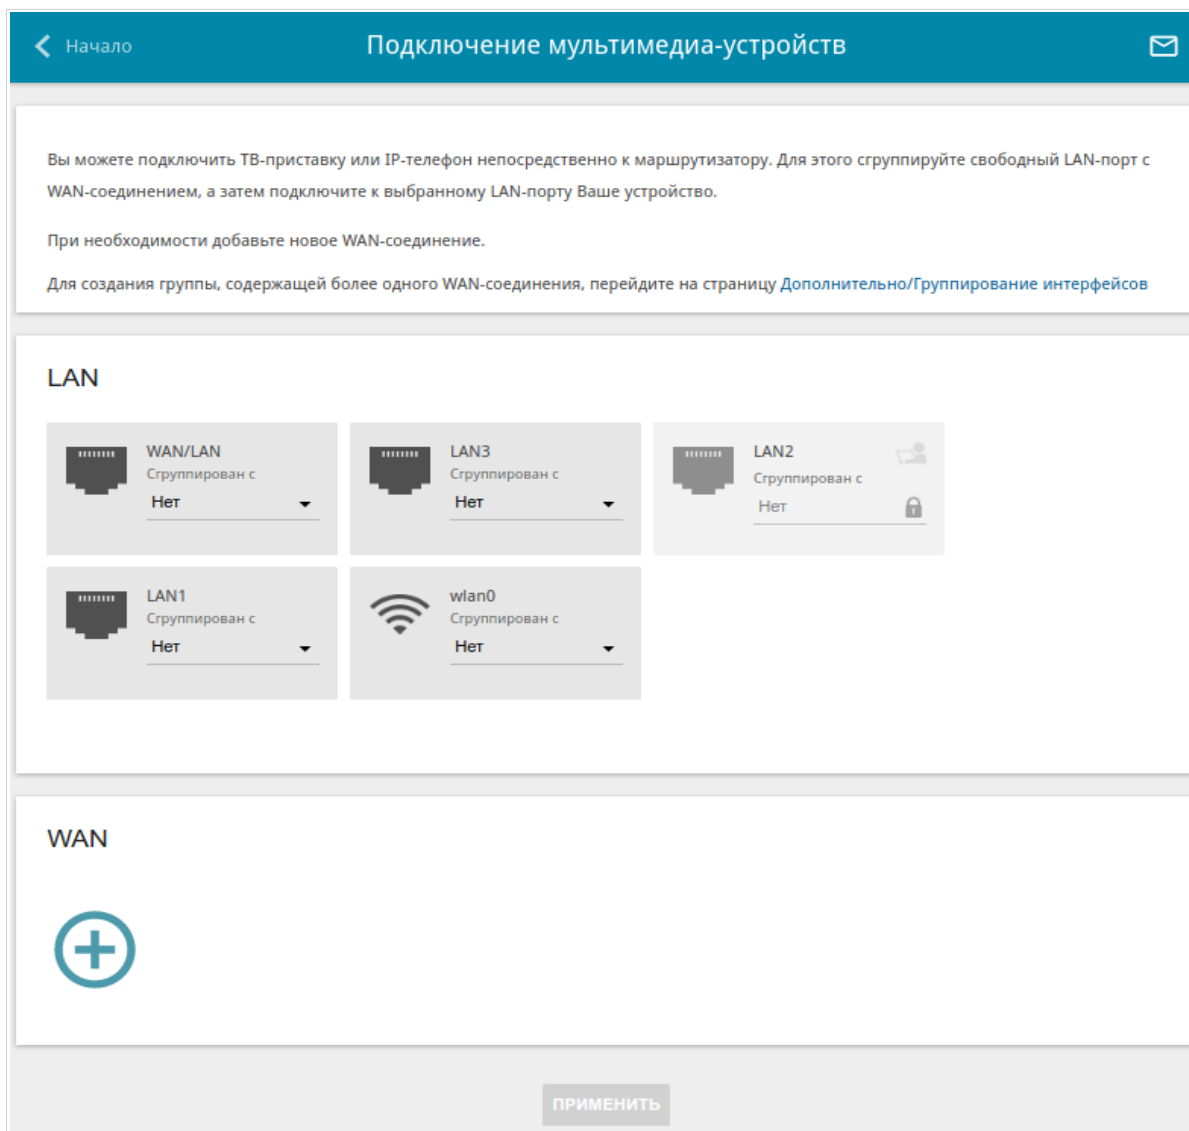 Начало
Подключение мультимедиа-устройств
Вы можете подключить ТВ-приставку или IP-телефон непосредственно к маршрутизатору. Для этого сгруппируйте свободный LAN-порт с
WAN-соединением, а затем подключите к выбранному LAN-порту Ваше устройство.
При необходимости добавьте новое WAN-соединение.
Для создания группы, содержащей более одного WAN-соединения, перейдите на страницу Дополнительно/Группирование интерфейсов
LAN
WAN/LAN
Сгруппирован с
Нет
LAN3
Сгруппирован с
Нет
LAN2
Сгруппирован с
Нет
LAN1
Сгруппирован с
Нет
wlan0
Сгруппирован с
Нет
WAN
ПРИМЕНИТЬ